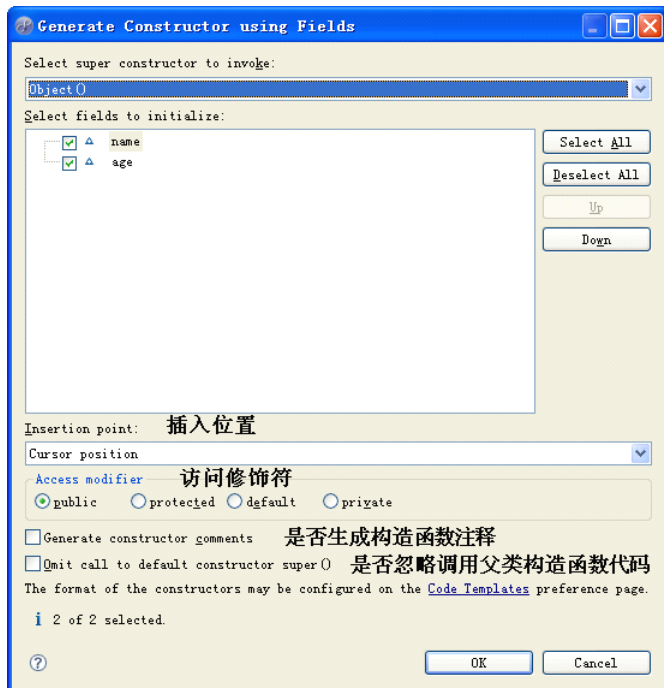 Generate Constructor using Fields
Select super constructor to invoke:
Object()
Select fields to initialize:
name
age
Select All
Deselect All
Up
Down
Insertion point: 插入位置
Cursor position
Access modifier 访问修饰符
public protected default private
Generate constructor comments 是否生成构造函数注释
Omit call to default constructor super() 是否忽略调用父类构造函数代码
The format of the constructors may be configured on the Code Templates preference page.
i 2 of 2 selected.
? OK Cancel